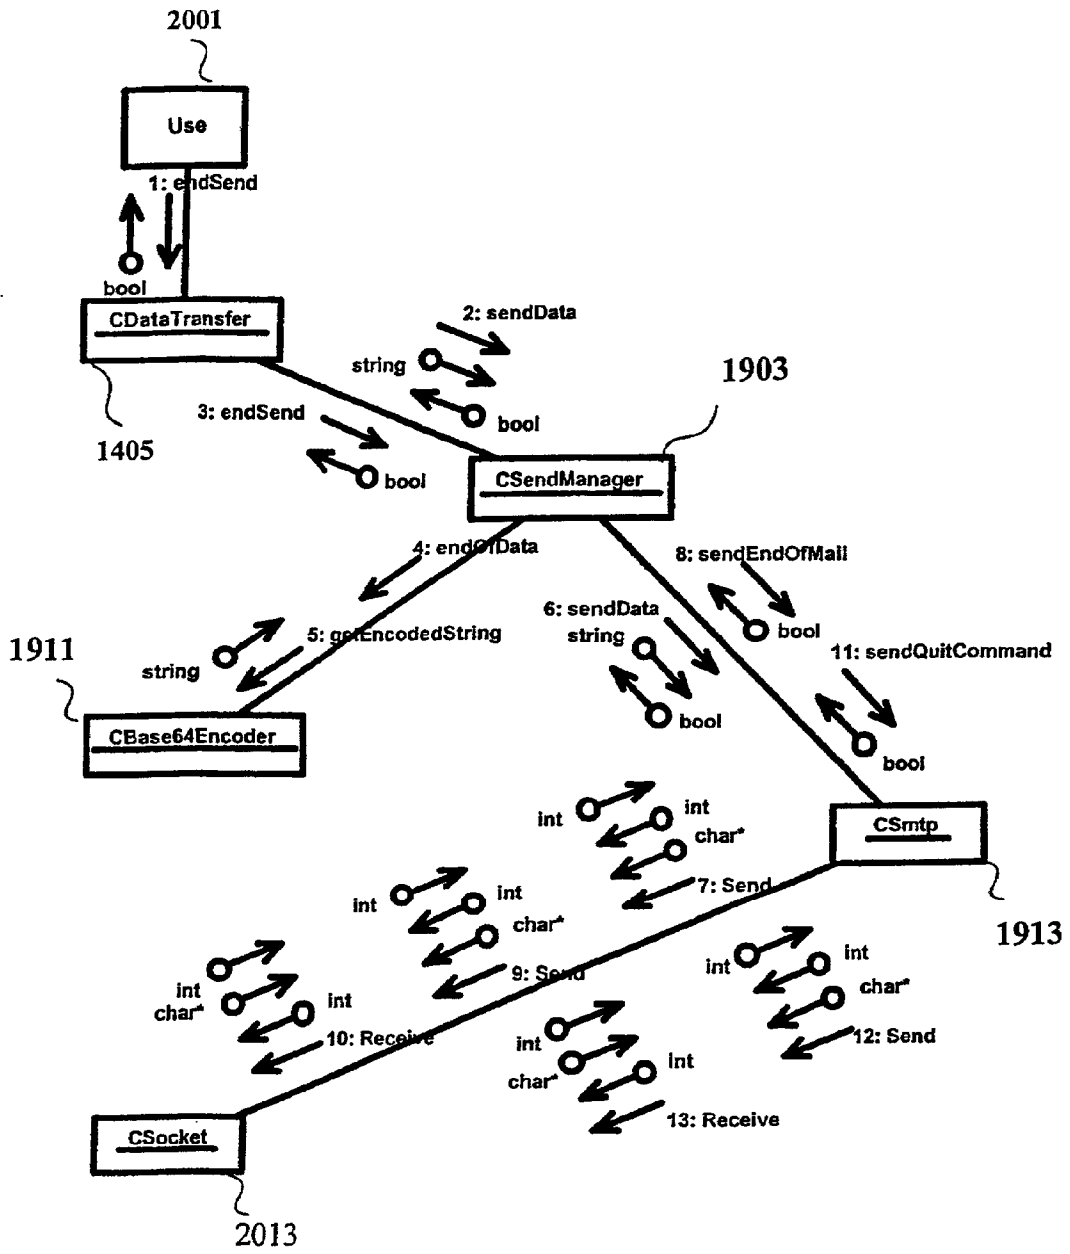 2001
Use
1: endSend
bool
CDataTransfer
1405
2: sendData
string
bool
3: endSend
bool
1903
CSendManager
4: endOfData
5: getEncodedString
string
1911
CBase64Encoder
8: sendEndOfMail
bool
6: sendData
string
bool
11: sendQuitCommand
bool
CSmtp
1913
int
int
char*
7: Send
int
int
char*
9: Send
int
char*
int
10: Receive
int
int
char*
12: Send
int
char*
int
13: Receive
CSocket
2013